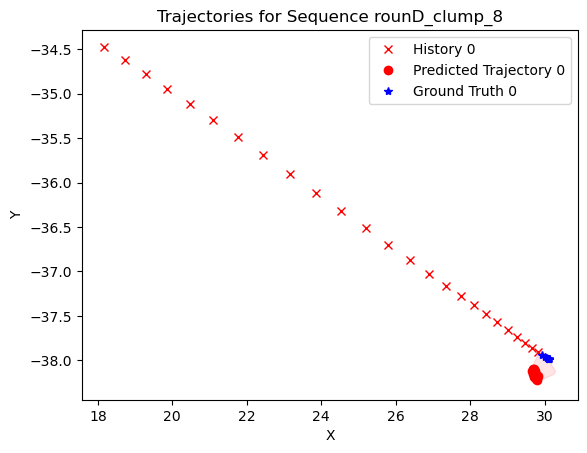 Trajectories for Sequence rounD_clump_8
History 0
Predicted Trajectory 0
Ground Truth 0
−34.5
−35.0
−35.5
−36.0
−36.5
−37.0
−37.5
−38.0
Y
18
20
22
24
26
28
30
X